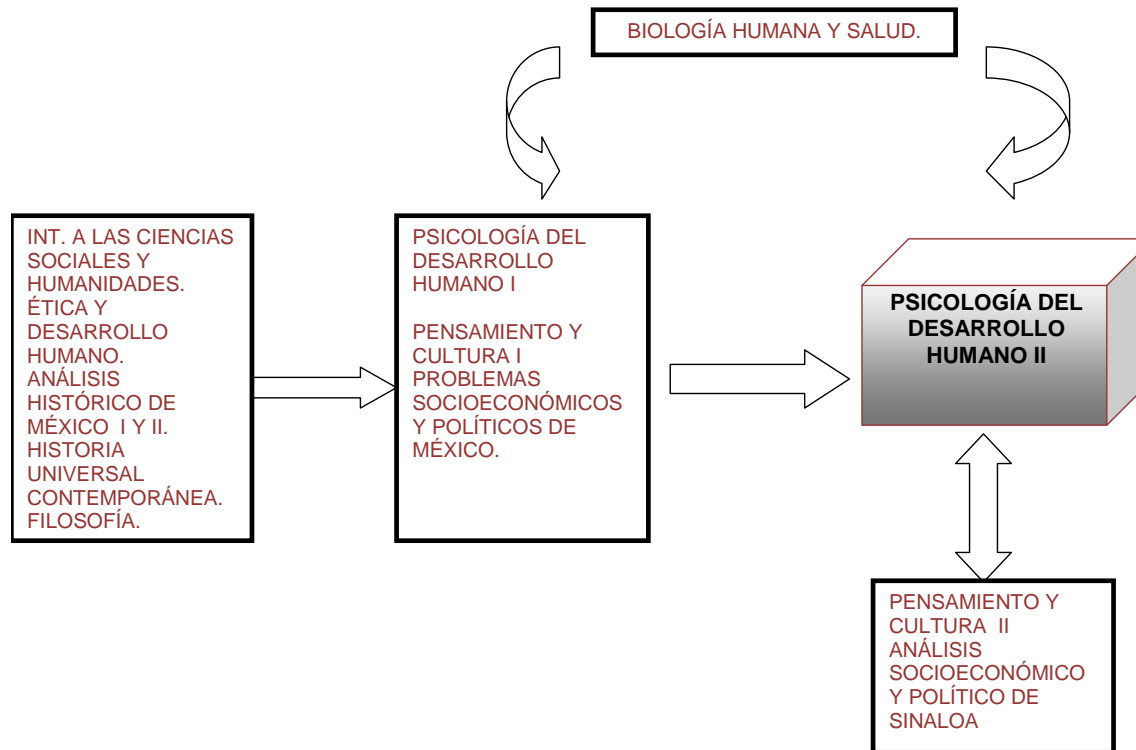 BIOLOGÍA HUMANA Y SALUD.
INT. A LAS CIENCIAS
SOCIALES Y
HUMANIDADES.
ÉTICA Y
DESARROLLO
HUMANO.
ANÁLISIS
HISTÓRICO DE
MÉXICO I Y II.
HISTORIA
UNIVERSAL
CONTEMPORÁNEA.
FILOSOFÍA.
PSICOLOGÍA DEL
DESARROLLO
HUMANO I
PENSAMIENTO Y
CULTURA I
PROBLEMAS
SOCIOECONÓMICOS
Y POLÍTICOS DE
MÉXICO.
PSICOLOGÍA DEL
DESARROLLO
HUMANO II
PENSAMIENTO Y
CULTURA II
ANÁLISIS
SOCIOECONÓMICO
Y POLÍTICO DE
SINALOA